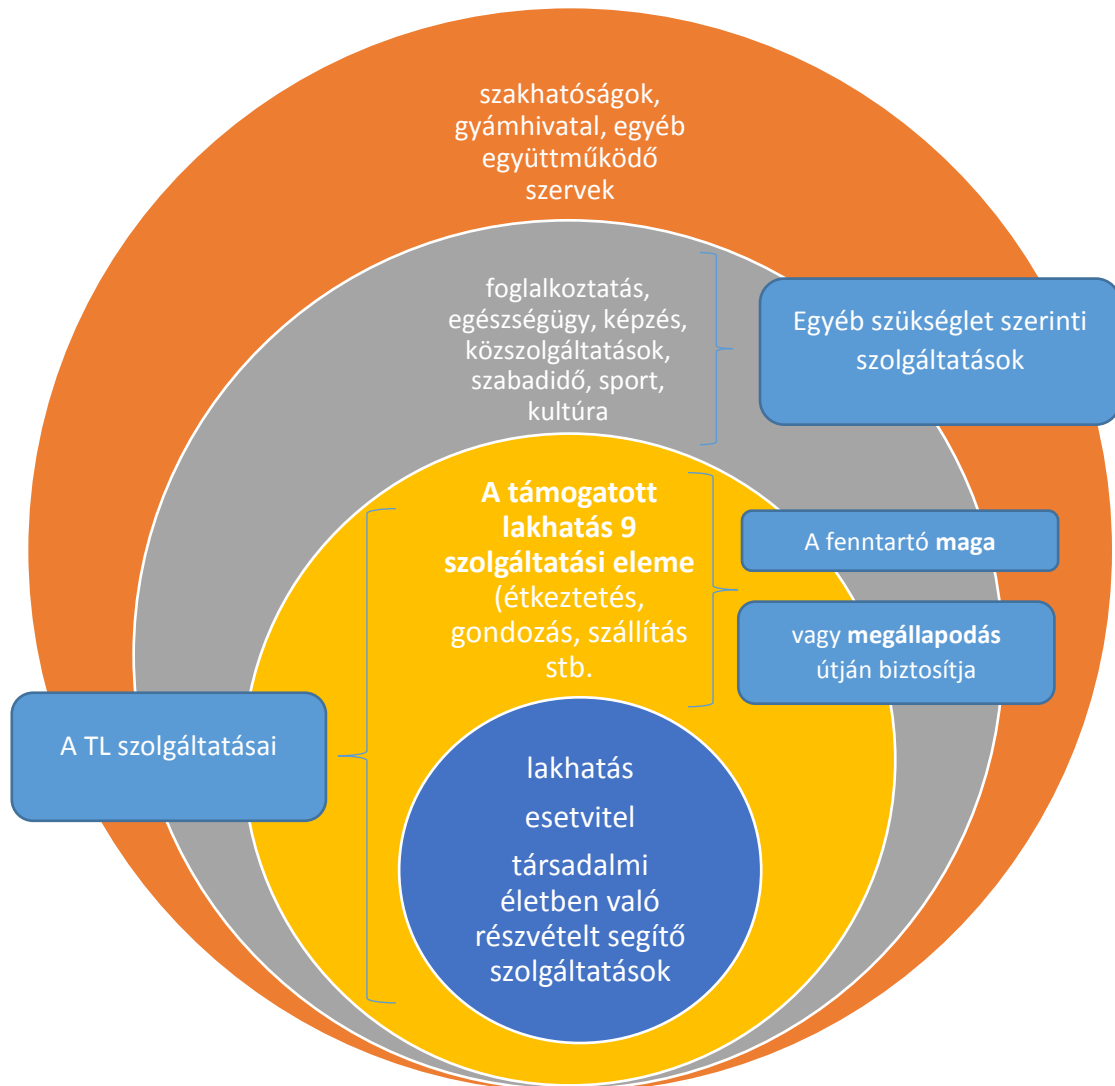 szakhatóságok,
gyámhivatal, egyéb
együttműködő
szervek
foglalkoztatás,
egészségügy, képzés,
közszolgáltatások,
szabadidő, sport,
kultúra
Egyéb szükséglet szerinti
szolgáltatások
A támogatott
lakhatás 9
szolgáltatási eleme
(étkeztetés,
gondozás, szállítás
stb.
A fenntartó maga
vagy megállapodás
útján biztosítja
A TL szolgáltatásai
lakhatás
esetvitel
társadalmi
életben való
részvételt segítő
szolgáltatások